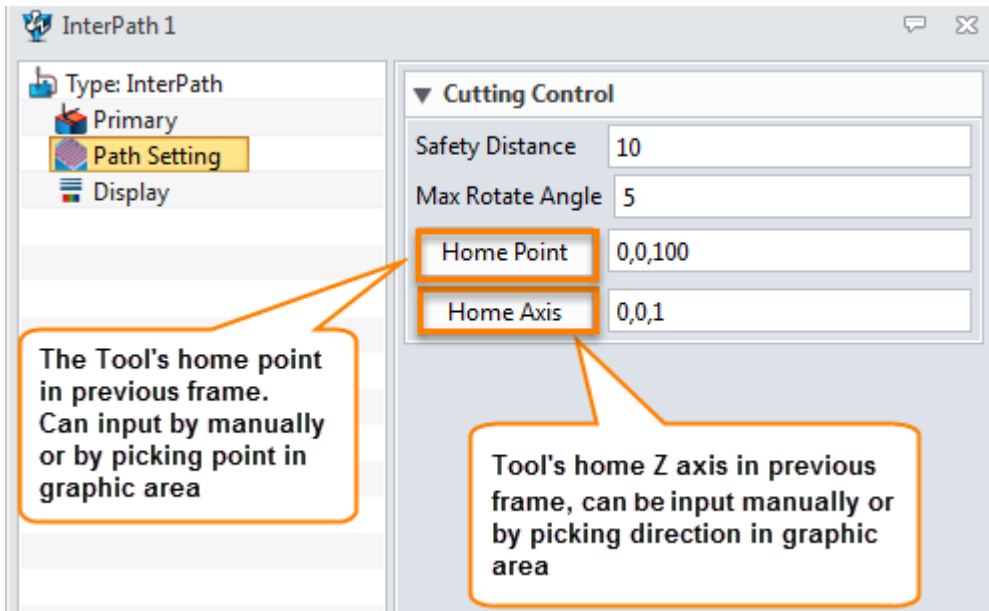 InterPath 1
Type: InterPath
Primary
Path Setting
Display
Cutting Control
Safety Distance 10
Max Rotate Angle 5
Home Point 0,0,100
Home Axis 0,0,1
The Tool's home point
in previous frame.
Can input by manually
or by picking point in
graphic area
Tool's home Z axis in previous
frame, can be input manually or
by picking direction in graphic
area